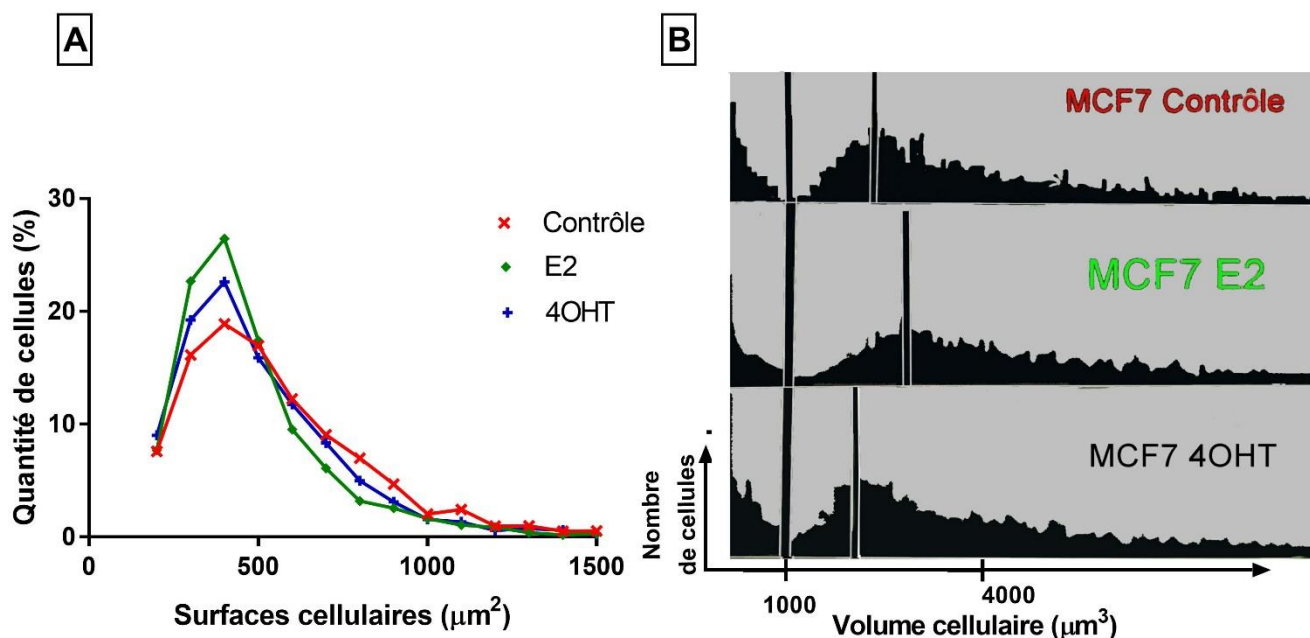 A
Quantité de cellules (%)
30
20
10
0
0
500
1000
1500
Surfaces cellulaires (μm²)
Contrôle
E2
4OHT
B
MCF7 Contrôle
MCF7 E2
MCF7 4OHT
Nombre
de cellules
1000
4000
Volume cellulaire (μm³)